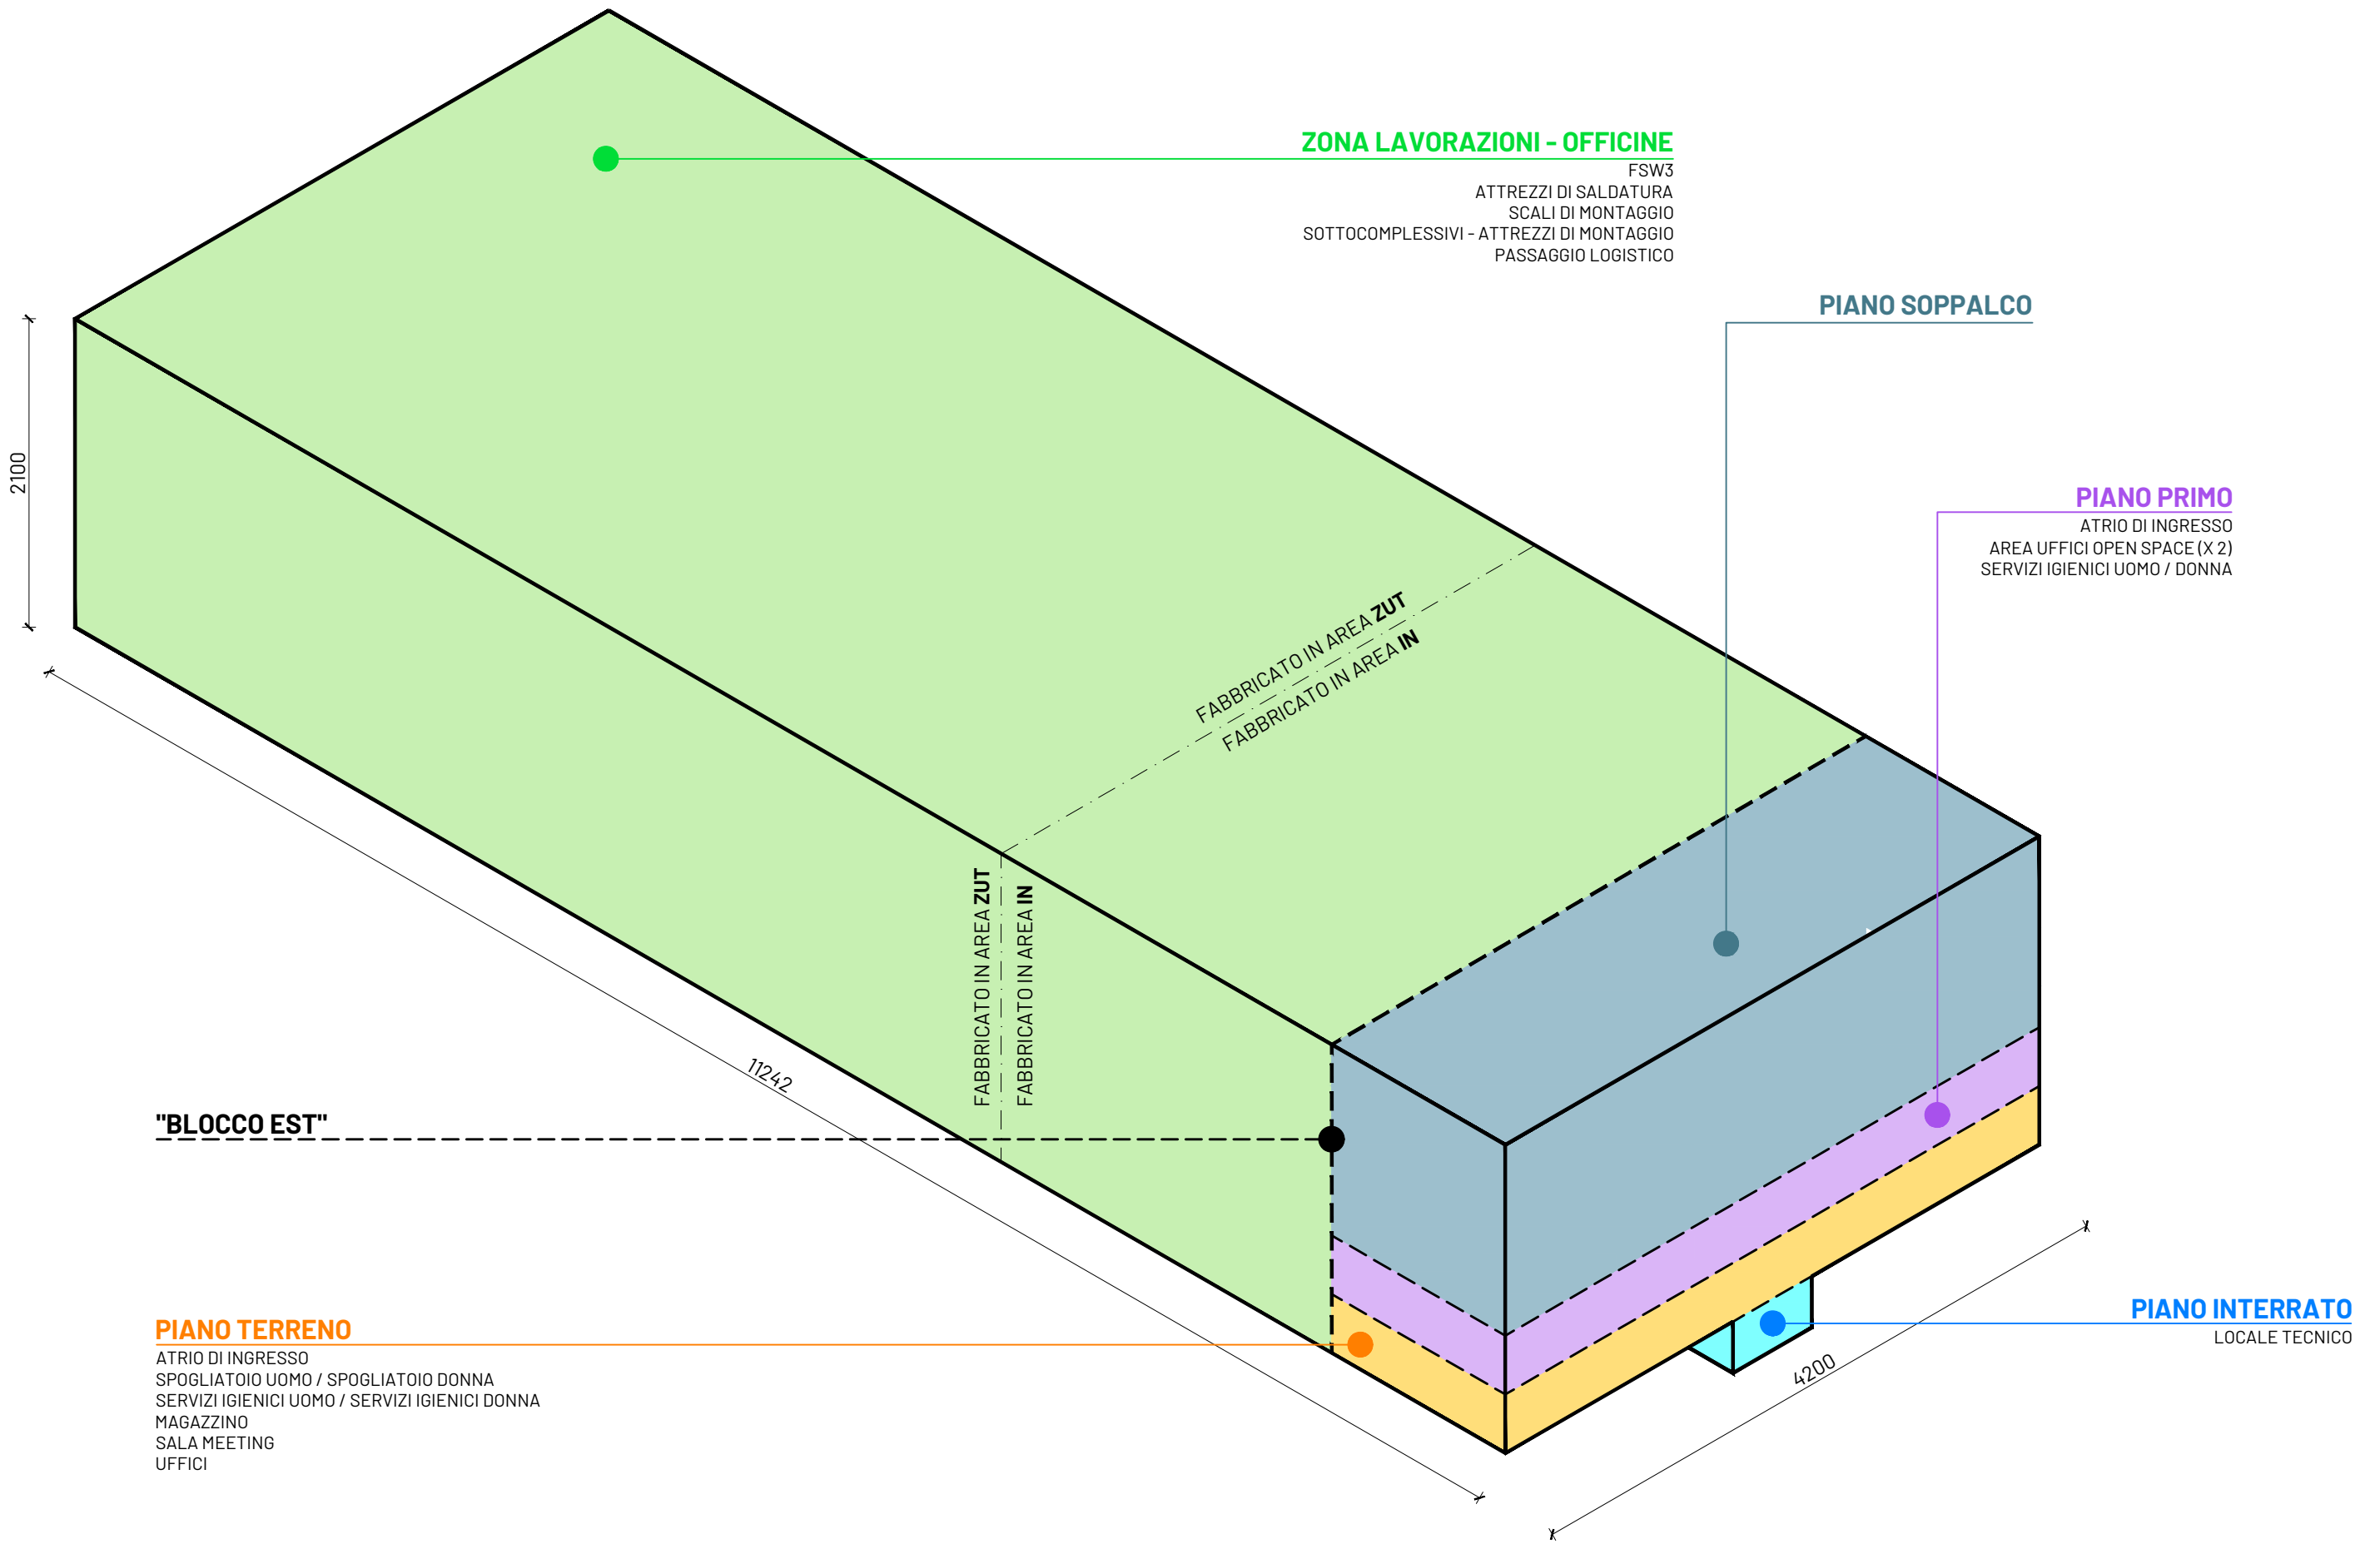 ZONA LAVORAZIONI - OFFICINE
FSW3
ATTREZZI DI SALDATURA
SCALI DI MONTAGGIO
SOTTOCOMPLESSIVI - ATTREZZI DI MONTAGGIO
PASSAGGIO LOGISTICO
PIANO SOPPALCO
2100
PIANO PRIMO
ATRIO DI INGRESSO
AREA UFFICI OPEN SPACE (X 2)
SERVIZI IGIENICI UOMO / DONNA
FABBRICATO IN AREA ZUT
FABBRICATO IN AREA IN
FABBRICATO IN AREA ZUT
FABBRICATO IN AREA IN
11242
"BLOCCO EST"
PIANO TERRENO
ATRIO DI INGRESSO
SPOGLIATOIO UOMO / SPOGLIATOIO DONNA
SERVIZI IGIENICI UOMO / SERVIZI IGIENICI DONNA
MAGAZZINO
SALA MEETING
UFFICI
PIANO INTERRATO
LOCALE TECNICO
4200